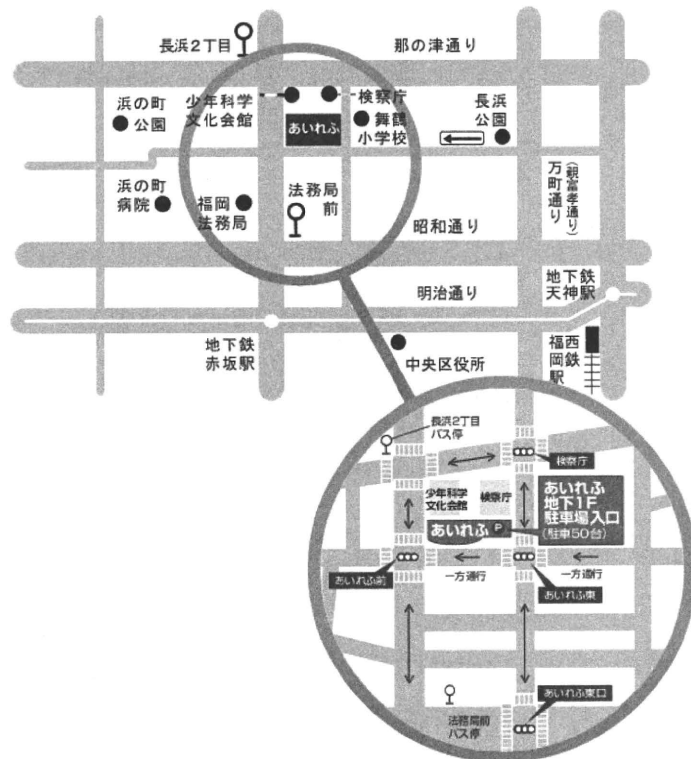 長浜2丁目
那の津通り
浜の町
公園
少年科学
文化会館
検察庁
あいれふ
舞鶴
小学校
長浜
公園
浜の町
病院
福岡
法務局
法務局
前
昭和通り
万町通り
(親富孝通り)
明治通り
地下鉄
天神駅
地下鉄
赤坂駅
中央区役所
西鉄
福岡駅
長浜2丁目
バス停
検察庁
少年科学
文化会館
検察庁
あいれふ
地下1F
駐車場入口
(駐車50台)
あいれふ P
あいれふ前
一方通行
一方通行
あいれふ東
あいれふ東口
法務局前
バス停